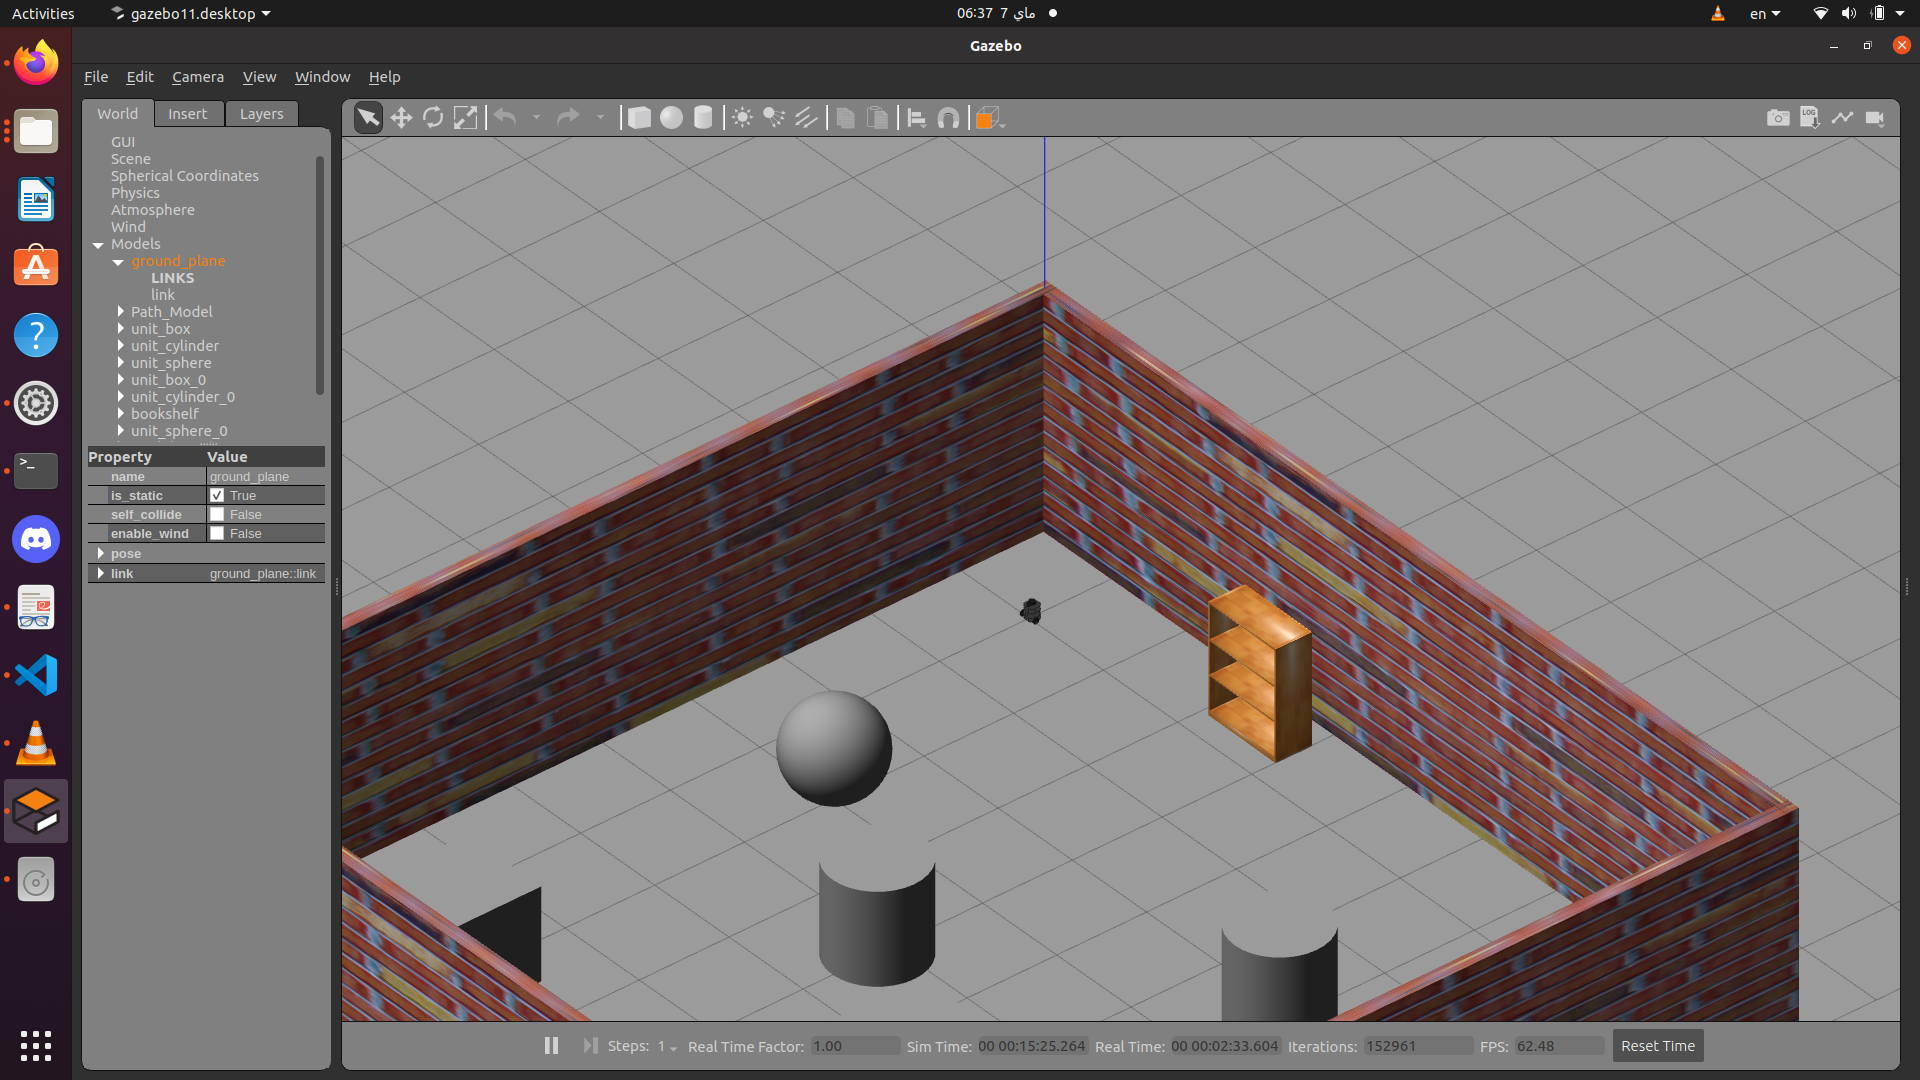 Activities
gazebo11.desktop
06:37 7 ماي
en
Gazebo
File Edit Camera View Window Help
World Insert Layers
GUI
Scene
Spherical Coordinates
Physics
Atmosphere
Wind
Models
ground_plane
LINKS
link
Path_Model
unit_box
unit_cylinder
unit_sphere
unit_box_0
unit_cylinder_0
bookshelf
unit_sphere_0
Property Value
name ground_plane
is_static True
self_collide False
enable_wind False
pose
link ground_plane::link
LOG
Steps: 1 Real Time Factor: 1.00 Sim Time: 00 00:15:25.264 Real Time: 00 00:02:33.604 Iterations: 152961 FPS: 62.48 Reset Time